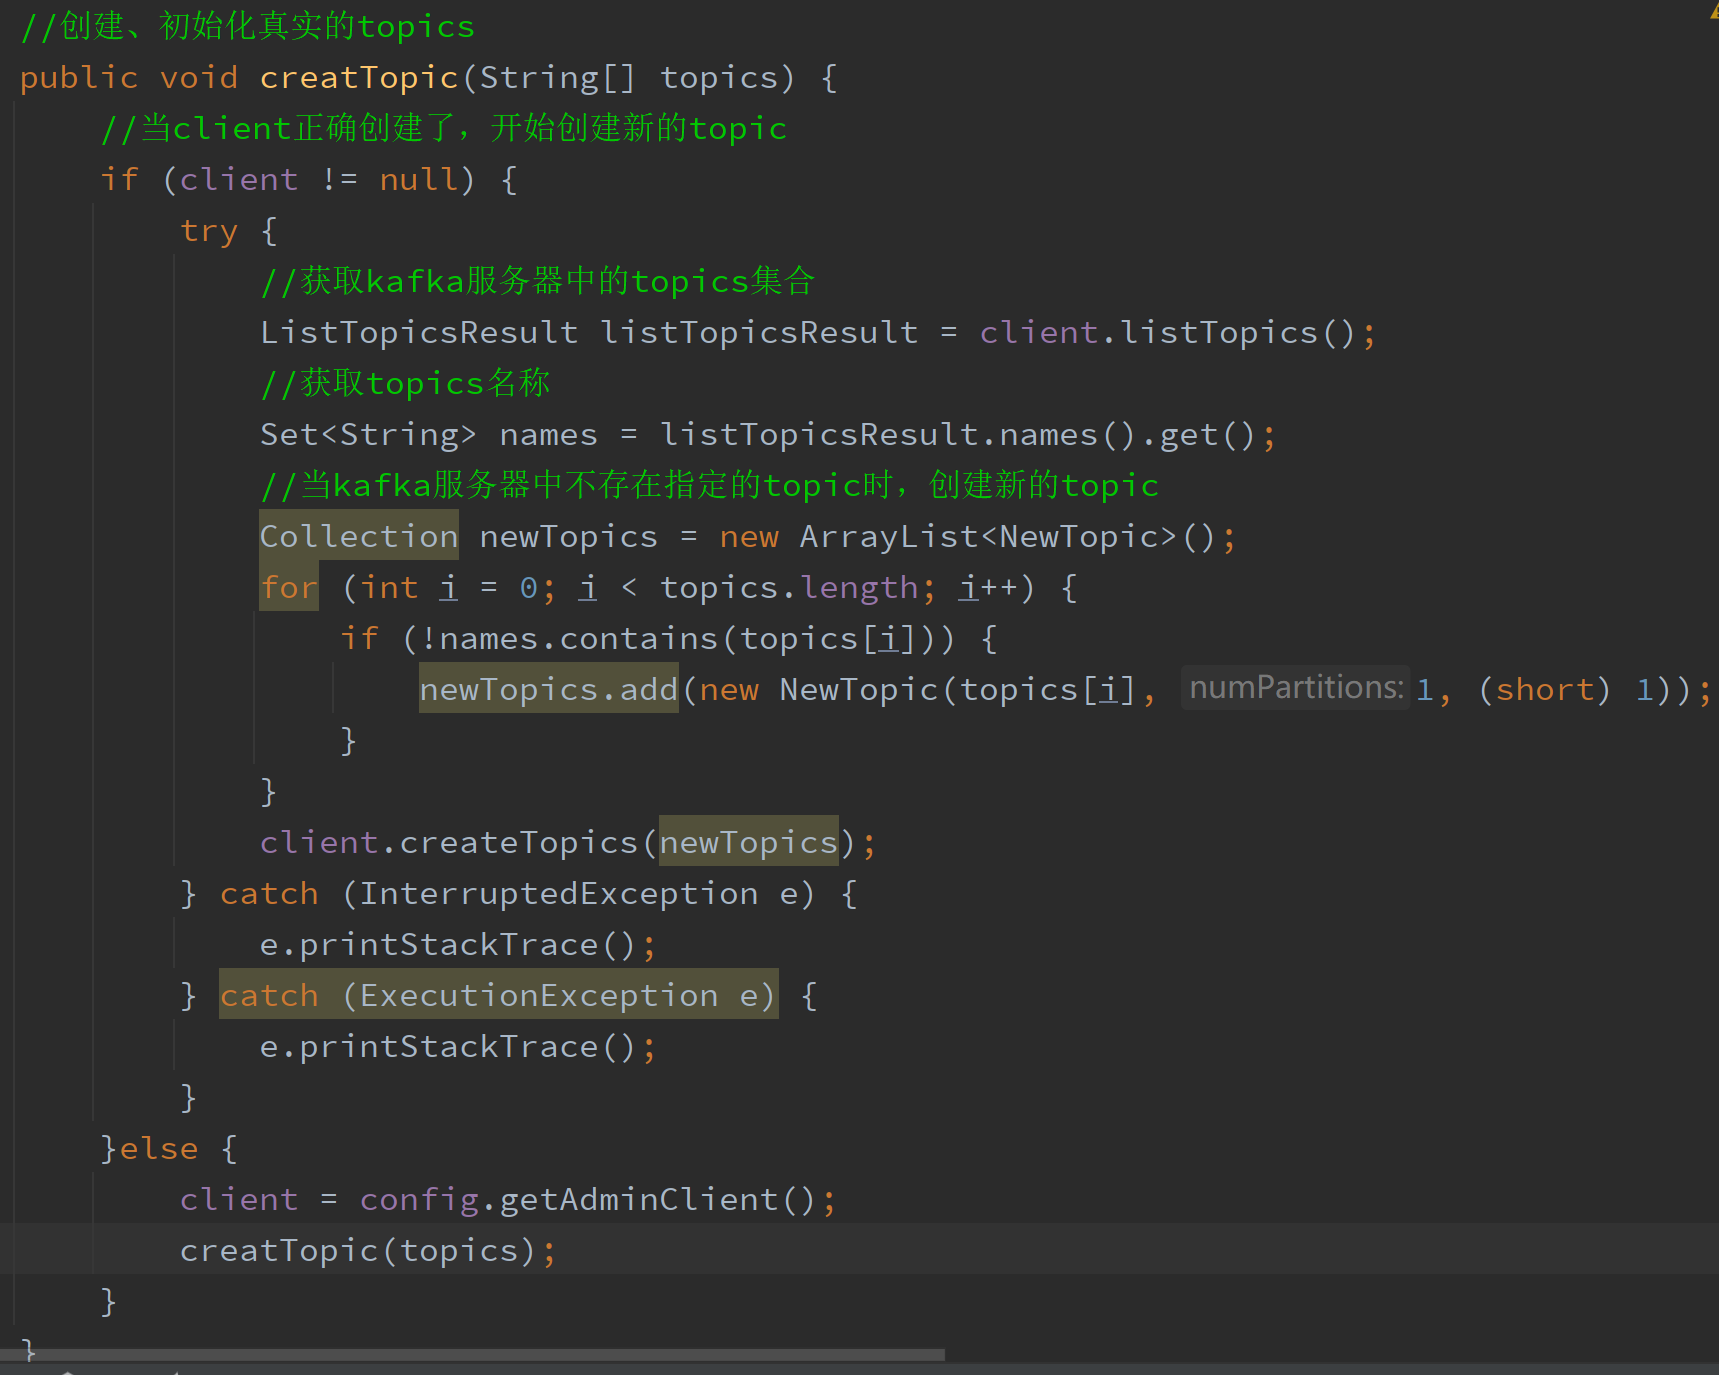 //创建、初始化真实的topics
public void creatTopic(String[] topics) {
//当client正确创建了，开始创建新的topic
if (client != null) {
try {
//获取kafka服务器中的topics集合
ListTopicsResult listTopicsResult = client.listTopics();
//获取topics名称
Set<String> names = listTopicsResult.names().get();
//当kafka服务器中不存在指定的topic时，创建新的topic
Collection newTopics = new ArrayList<NewTopic>();
for (int i = 0; i < topics.length; i++) {
if (!names.contains(topics[i])) {
newTopics.add(new NewTopic(topics[i], numPartitions: 1, (short) 1));
}
}
client.createTopics(newTopics);
} catch (InterruptedException e) {
e.printStackTrace();
} catch (ExecutionException e) {
e.printStackTrace();
}
}else {
client = config.getAdminClient();
creatTopic(topics);
}
}